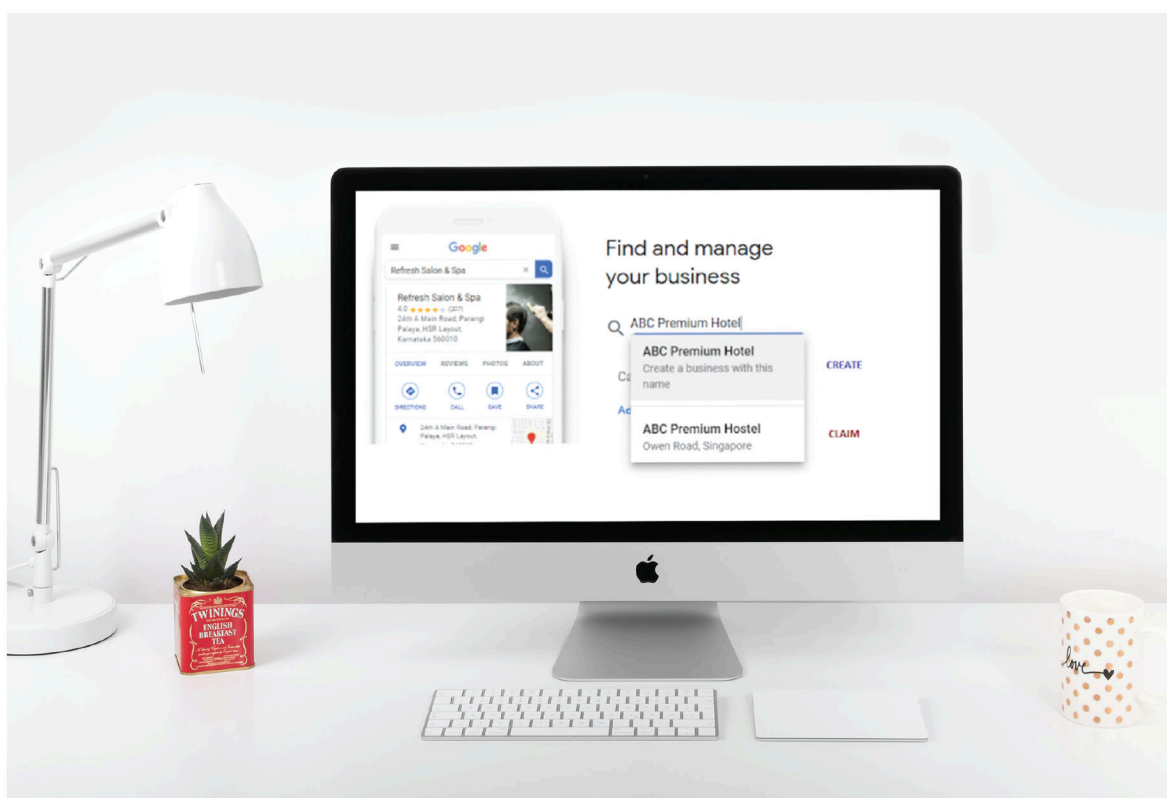 Google
Refresh Salon & Spa
Refresh Salon & Spa
4.0 (207)
24th A Main Road, Parangi
Palaya, HSR Layout,
Karnataka 560010
OVERVIEW REVIEWS PHOTOS ABOUT
DIRECTIONS CALL SAVE SHARE
24th A Main Road, Parangi
Palaya, HSR Layout,
Find and manage
your business
ABC Premium Hotel
ABC Premium Hotel
Create a business with this
name
CREATE
Ca
Ad
ABC Premium Hostel
Owen Road, Singapore
CLAIM
TWININGS
ENGLISH
BREAKFAST
TEA
love